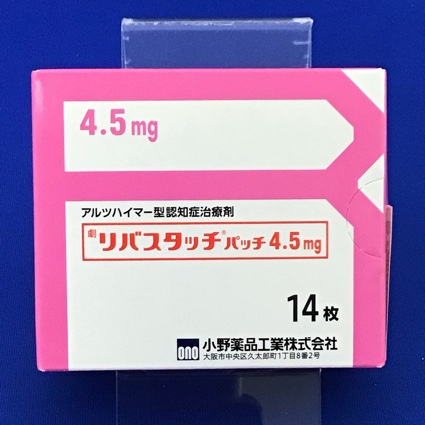 4.5mg
アルツハイマー型認知症治療剤
劇 リバスタッチ® パッチ 4.5mg
14枚
ono 小野薬品工業株式会社
大阪市中央区久太郎町1丁目8番2号